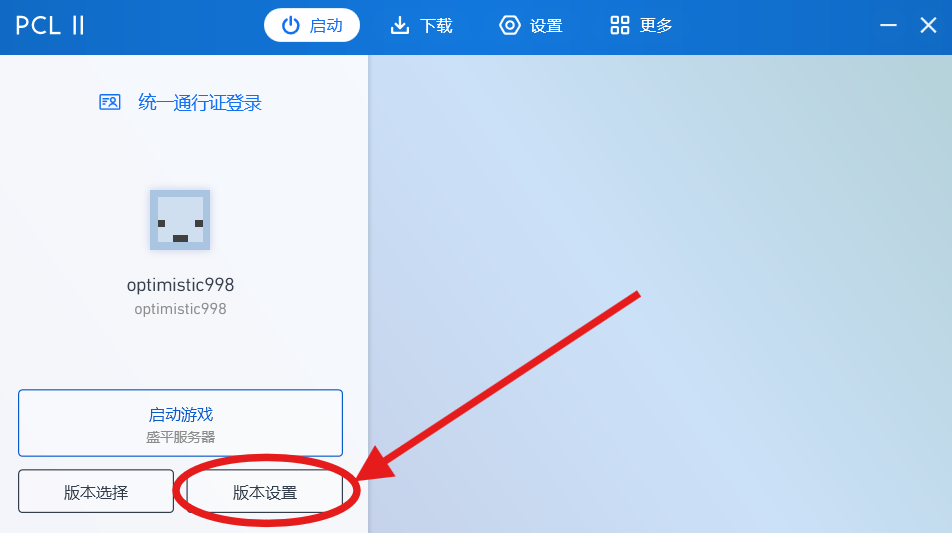 PCL II
启动
下载
设置
更多
统一通行证登录
optimistic998
optimistic998
启动游戏
盛平服务器
版本选择
版本设置